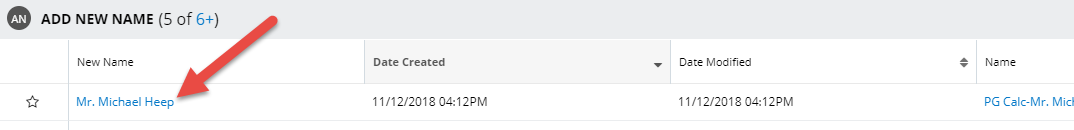 AN ADD NEW NAME (5 of 6+)
New Name Date Created Date Modified Name
Mr. Michael Heep 11/12/2018 04:12PM 11/12/2018 04:12PM PG Calc-Mr. Mich